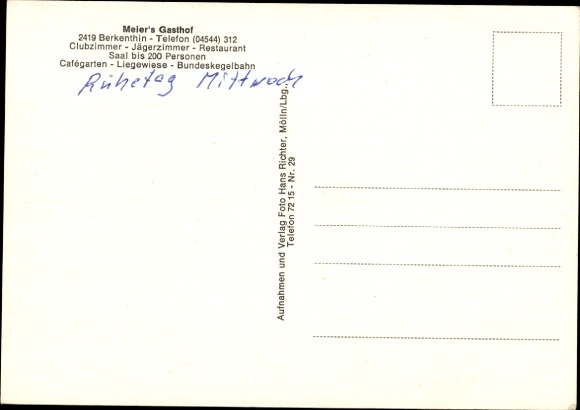 Meier's Gasthof
2419 Berkenthin - Telefon (04544) 312
Clubzimmer - Jägerzimmer - Restaurant
Saal bis 200 Personen
Cafégarten - Liegewiese - Bundeskegelbahn
Ruhetag Mittwoch
Aufnahmen und Verlag Foto Hans Richter, Mölln/Lbg.,
Telefon 72 15 - Nr. 29